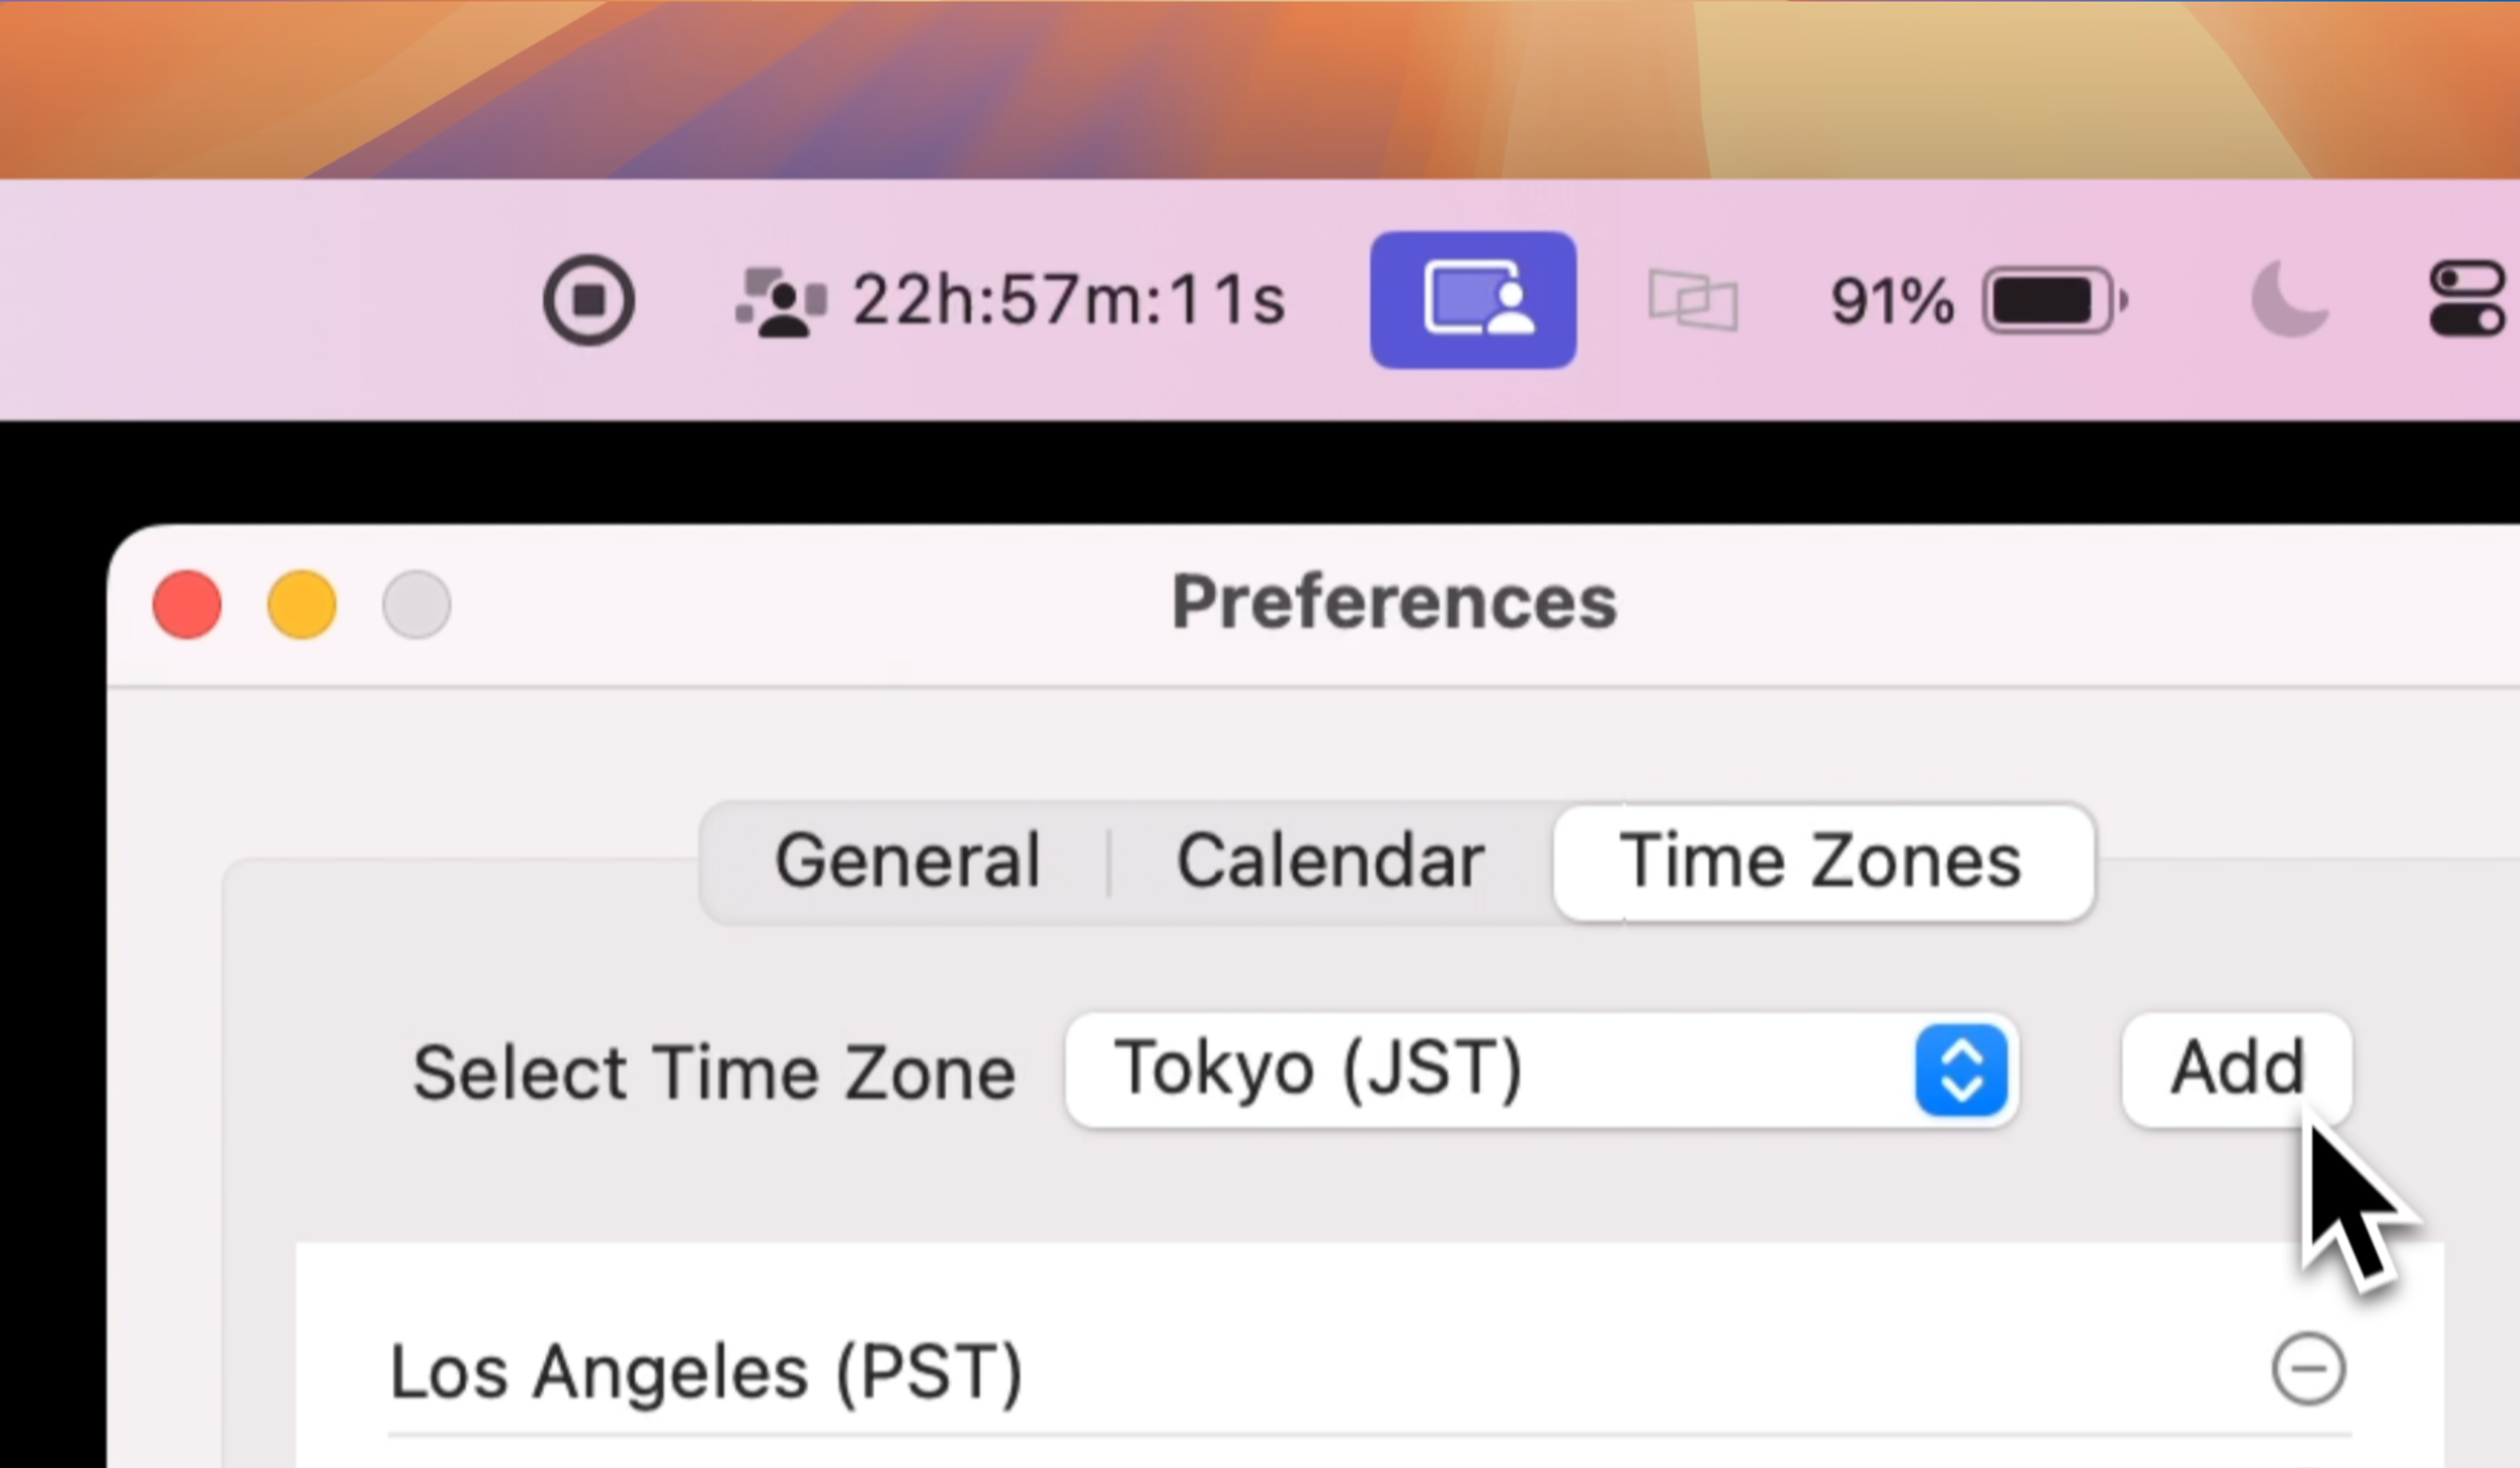 22h:57m:11s 91%
Preferences
General Calendar Time Zones
Select Time Zone Tokyo (JST) Add
Los Angeles (PST)